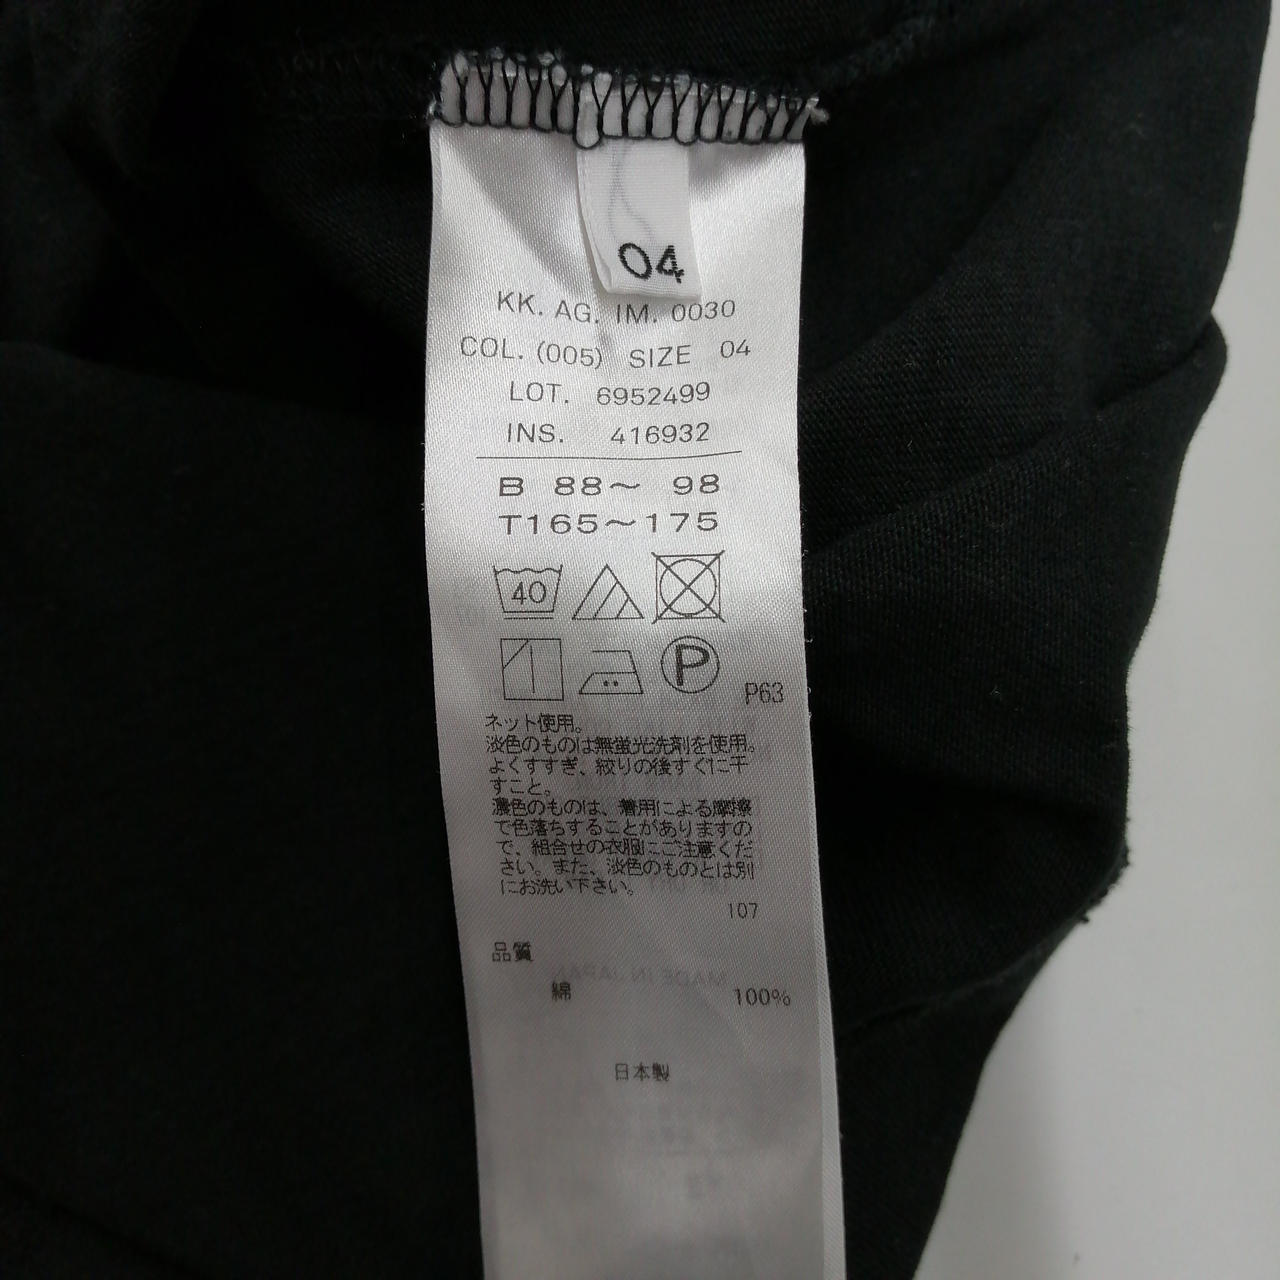 04
KK. AG. IM. 0030
COL. (005) SIZE 04
LOT. 6952499
INS. 416932
B 88〜 98
T165〜175
40
P
P63
ネット使用。
淡色のものは無蛍光洗剤を使用。
よくすすぎ、絞りの後すぐに干
すこと。
濃色のものは、着用による摩擦
で色落ちすることがありますの
で、組合せの衣服にご注意くだ
さい。また、淡色のものとは別
にお洗い下さい。
107
品質
綿 100%
MADE IN JAPAN
日本製